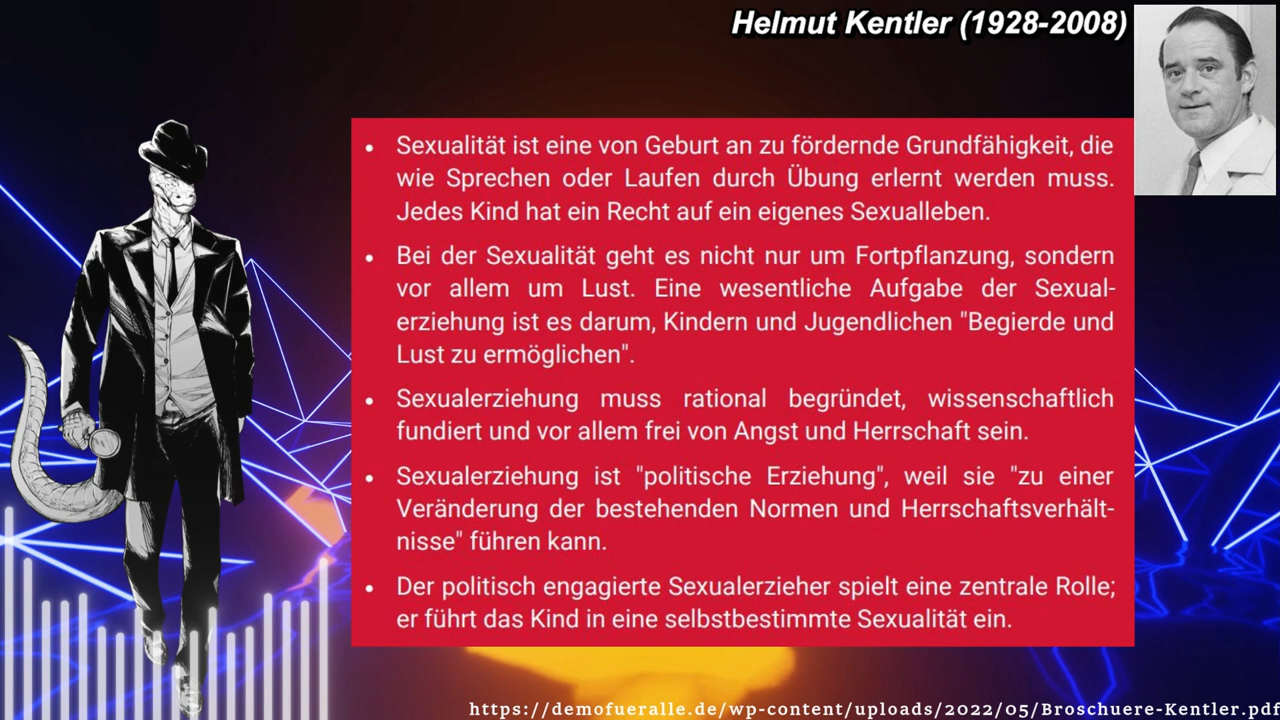 Helmut Kentler (1928-2008)
• Sexualität ist eine von Geburt an zu fördernde Grundfähigkeit, die
wie Sprechen oder Laufen durch Übung erlernt werden muss.
Jedes Kind hat ein Recht auf ein eigenes Sexualleben.
• Bei der Sexualität geht es nicht nur um Fortpflanzung, sondern
vor allem um Lust. Eine wesentliche Aufgabe der Sexual-
erziehung ist es darum, Kindern und Jugendlichen "Begierde und
Lust zu ermöglichen".
• Sexualerziehung muss rational begründet, wissenschaftlich
fundiert und vor allem frei von Angst und Herrschaft sein.
• Sexualerziehung ist "politische Erziehung", weil sie "zu einer
Veränderung der bestehenden Normen und Herrschaftsverhält-
nisse" führen kann.
• Der politisch engagierte Sexualerzieher spielt eine zentrale Rolle;
er führt das Kind in eine selbstbestimmte Sexualität ein.
https://demofueralle.de/wp-content/uploads/2022/05/Broschuere-Kentler.pdf